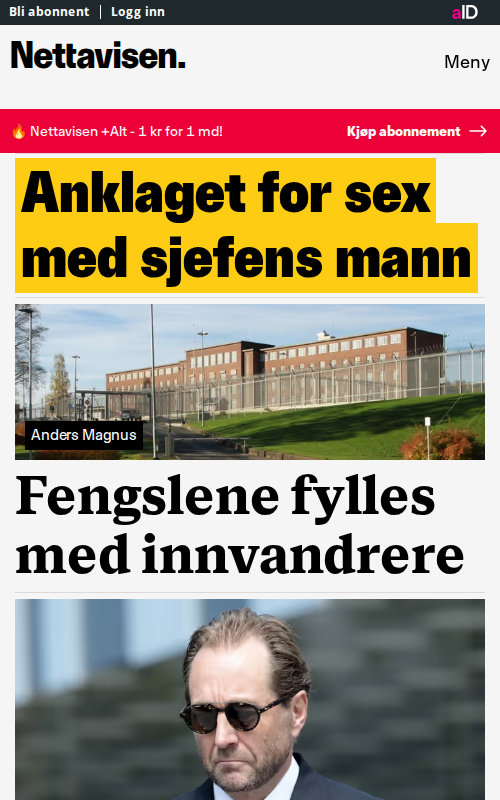 Bli abonnent | Logg inn
aID
Nettavisen.
Meny
🔥 Nettavisen +Alt - 1 kr for 1 md!
Kjøp abonnement →
Anklaget for sex
med sjefens mann
Anders Magnus
Fengslene fylles
med innvandrere